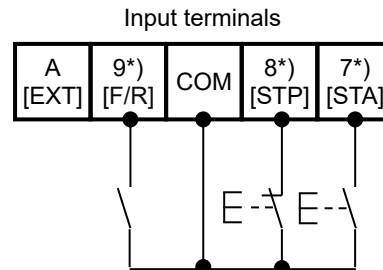 Input terminals
A 9*) COM 8*) 7*)
[EXT] [F/R] [STP] [STA]